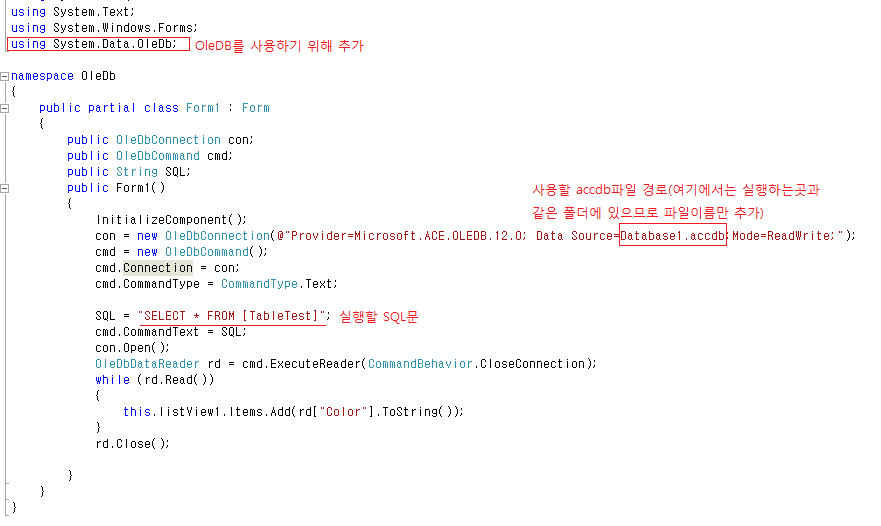 using System.Text;
using System.Windows.Forms;
using System.Data.OleDb; OleDB를 사용하기 위해 추가
namespace OleDb
{
public partial class Form1 : Form
{
public OleDbConnection con;
public OleDbCommand cmd;
public String SQL;
public Form1() 사용할 accdb파일 경로(여기에서는 실행하는곳과
{ 같은 폴더에 있으므로 파일이름만 추가)
InitializeComponent();
con = new OleDbConnection(@"Provider=Microsoft.ACE.OLEDB.12.0; Data Source=Database1.accdb;Mode=ReadWrite;");
cmd = new OleDbCommand();
cmd.Connection = con;
cmd.CommandType = CommandType.Text;
SQL = "SELECT * FROM [TableTest]"; 실행할 SQL문
cmd.CommandText = SQL;
con.Open();
OleDbDataReader rd = cmd.ExecuteReader(CommandBehavior.CloseConnection);
while (rd.Read())
{
this.listView1.Items.Add(rd["Color"].ToString());
}
rd.Close();
}
}
}